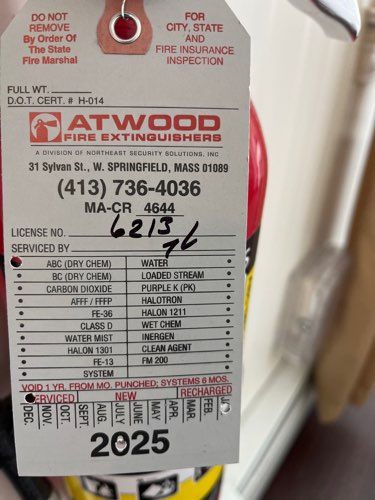 DO NOT
REMOVE
By Order Of
The State
Fire Marshal
FOR
CITY, STATE
AND
FIRE INSURANCE
INSPECTION
FULL WT.
D.O.T. CERT. # H-014
ATWOOD
FIRE EXTINGUISHERS
A DIVISION OF NORTHEAST SECURITY SOLUTIONS, INC
31 Sylvan St., W. SPRINGFIELD, MASS 01089
(413) 736-4036
MA-CR 4644
LICENSE NO. 6213
SERVICED BY 76
ABC (DRY CHEM) WATER
BC (DRY CHEM) LOADED STREAM
CARBON DIOXIDE PURPLE K (PK)
AFFF / FFFP HALOTRON
FE-36 HALON 1211
CLASS D WET CHEM
WATER MIST INERGEN
HALON 1301 CLEAN AGENT
FE-13 FM 200
SYSTEM
VOID 1 YR. FROM MO. PUNCHED; SYSTEMS 6 MOS.
SERVICED NEW RECHARGED
DEC. NOV. OCT. SEPT. AUG. JULY JUNE MAY APR. MAR. FEB.
2025